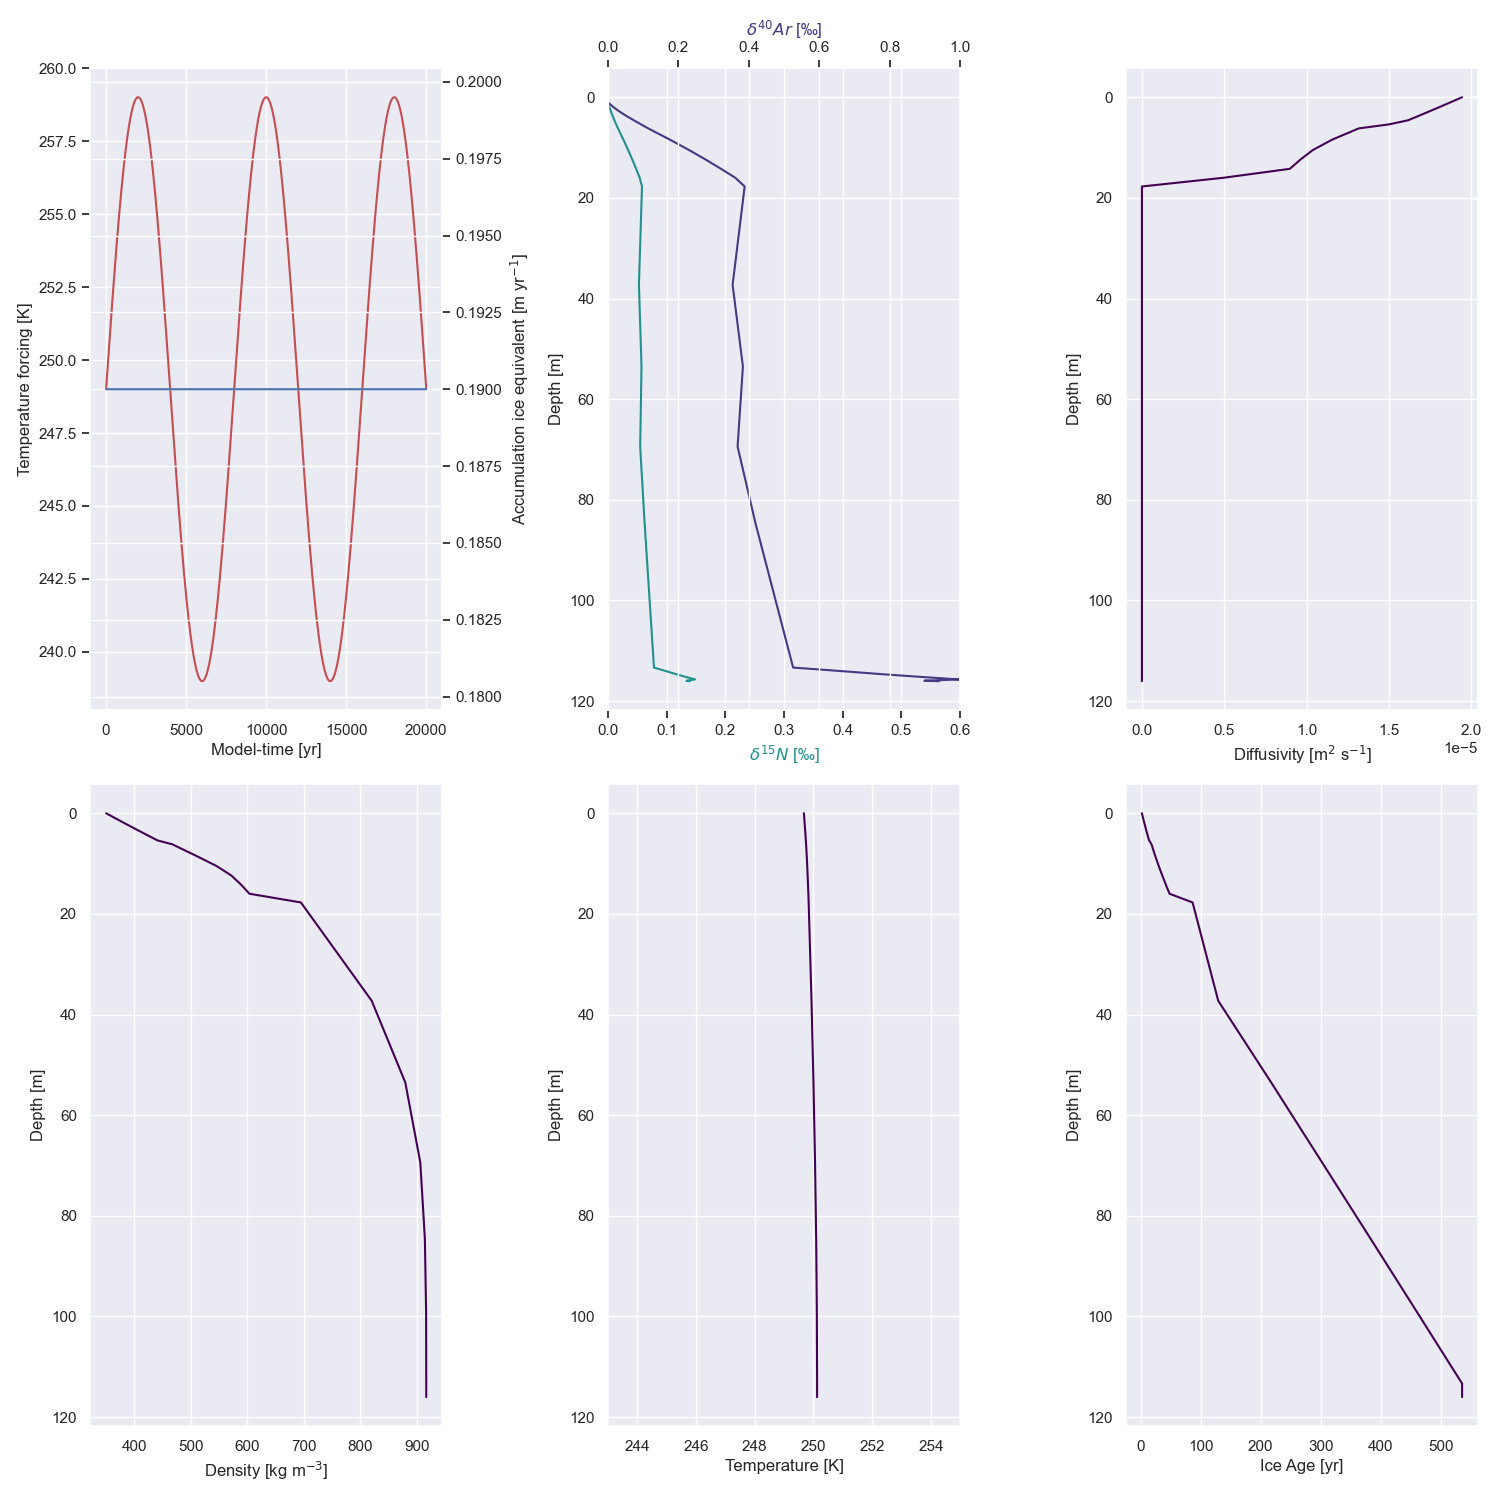 260.0
257.5
255.0
252.5
250.0
247.5
245.0
242.5
240.0
Temperature forcing [K]
0 5000 10000 15000 20000
Model-time [yr]
0.2000
0.1975
0.1950
0.1925
0.1900
0.1875
0.1850
0.1825
0.1800
Accumulation ice equivalent [m yr⁻¹]
δ⁴⁰Ar [‰]
0.0 0.2 0.4 0.6 0.8 1.0
0
20
40
60
80
100
120
Depth [m]
0.0 0.1 0.2 0.3 0.4 0.5 0.6
δ¹⁵N [‰]
0
20
40
60
80
100
120
Depth [m]
0.0 0.5 1.0 1.5 2.0
1e−5
Diffusivity [m² s⁻¹]
0
20
40
60
80
100
120
Depth [m]
400 500 600 700 800 900
Density [kg m⁻³]
0
20
40
60
80
100
120
Depth [m]
244 246 248 250 252 254
Temperature [K]
0
20
40
60
80
100
120
Depth [m]
0 100 200 300 400 500
Ice Age [yr]